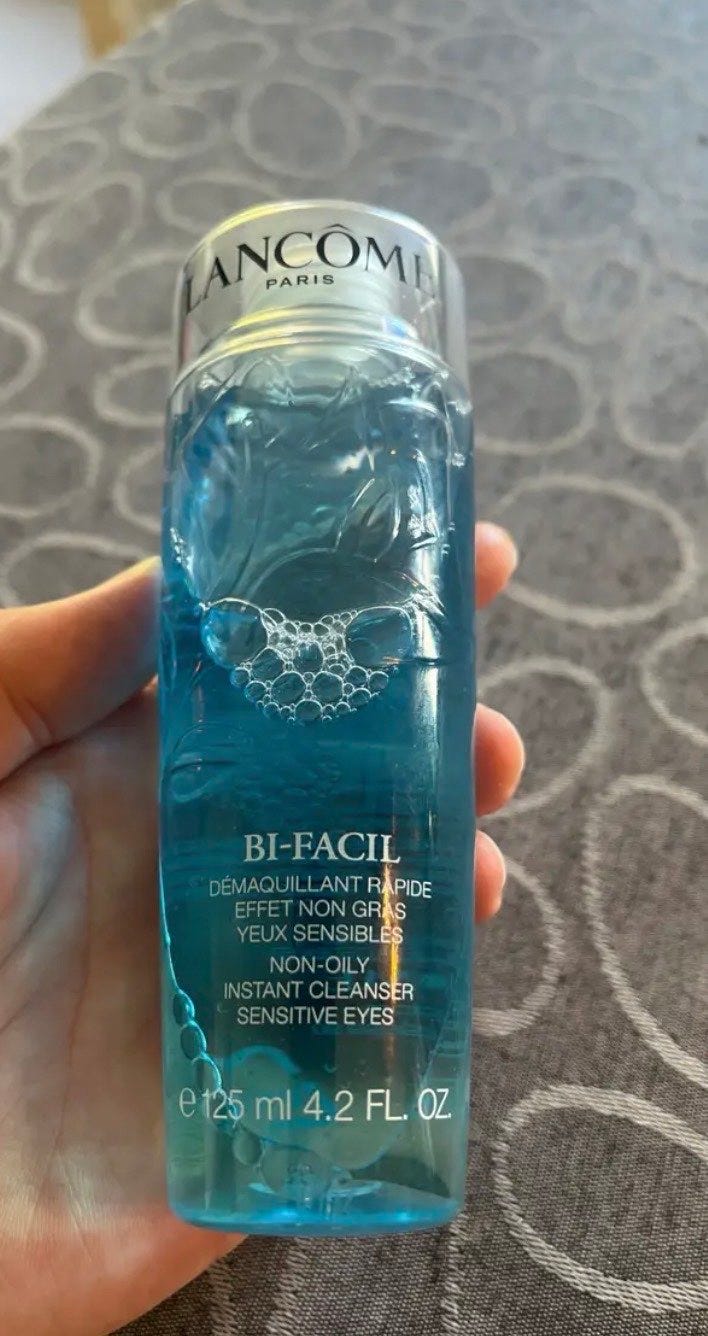 LANCÔME
PARIS
BI-FACIL
DÉMAQUILLANT RAPIDE
EFFET NON GRAS
YEUX SENSIBLES
NON-OILY
INSTANT CLEANSER
SENSITIVE EYES
℮ 125 ml 4.2 FL. OZ.